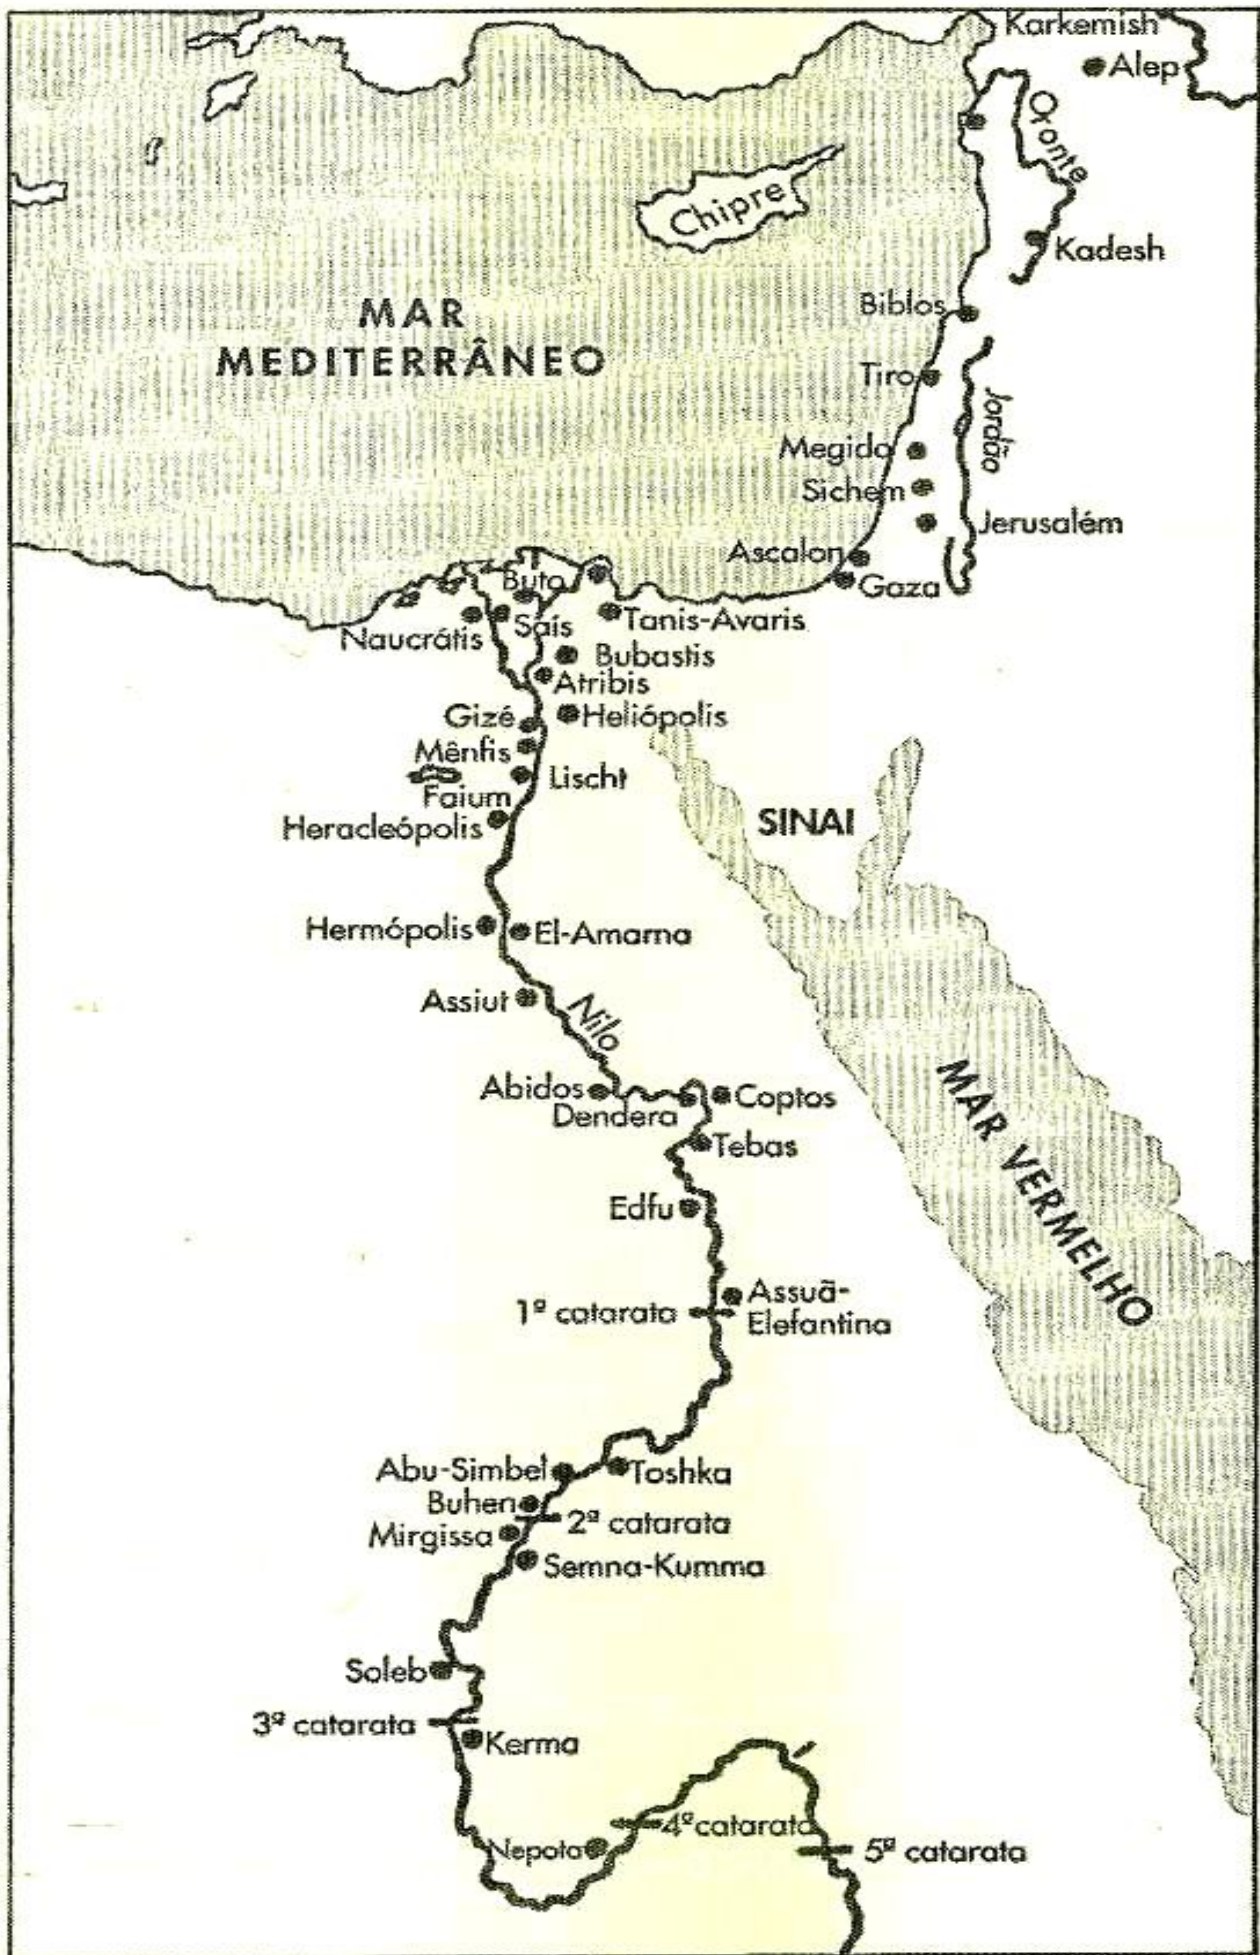 Karkemish
Alep
Oronte
Chipre
Kadesh
Biblos
MAR
MEDITERRÂNEO
Tiro
Jordão
Megido
Sichem
Jerusalém
Ascalon
Gaza
Buto
Naucrátis
Saís
Tanis-Avaris
Bubastis
Atribis
Gizé
Heliópolis
Mênfis
Lischt
Faium
Heracleópolis
SINAI
Hermópolis
El-Amarna
Assiut
Nilo
Abidos
Dendera
Coptos
Tebas
MAR VERMELHO
Edfu
Assuã-
Elefantina
1ª catarata
Abu-Simbel
Toshka
Buhen
2ª catarata
Mirgissa
Semna-Kumma
Soleb
3ª catarata
Kerma
4ª catarata
Nepota
5ª catarata